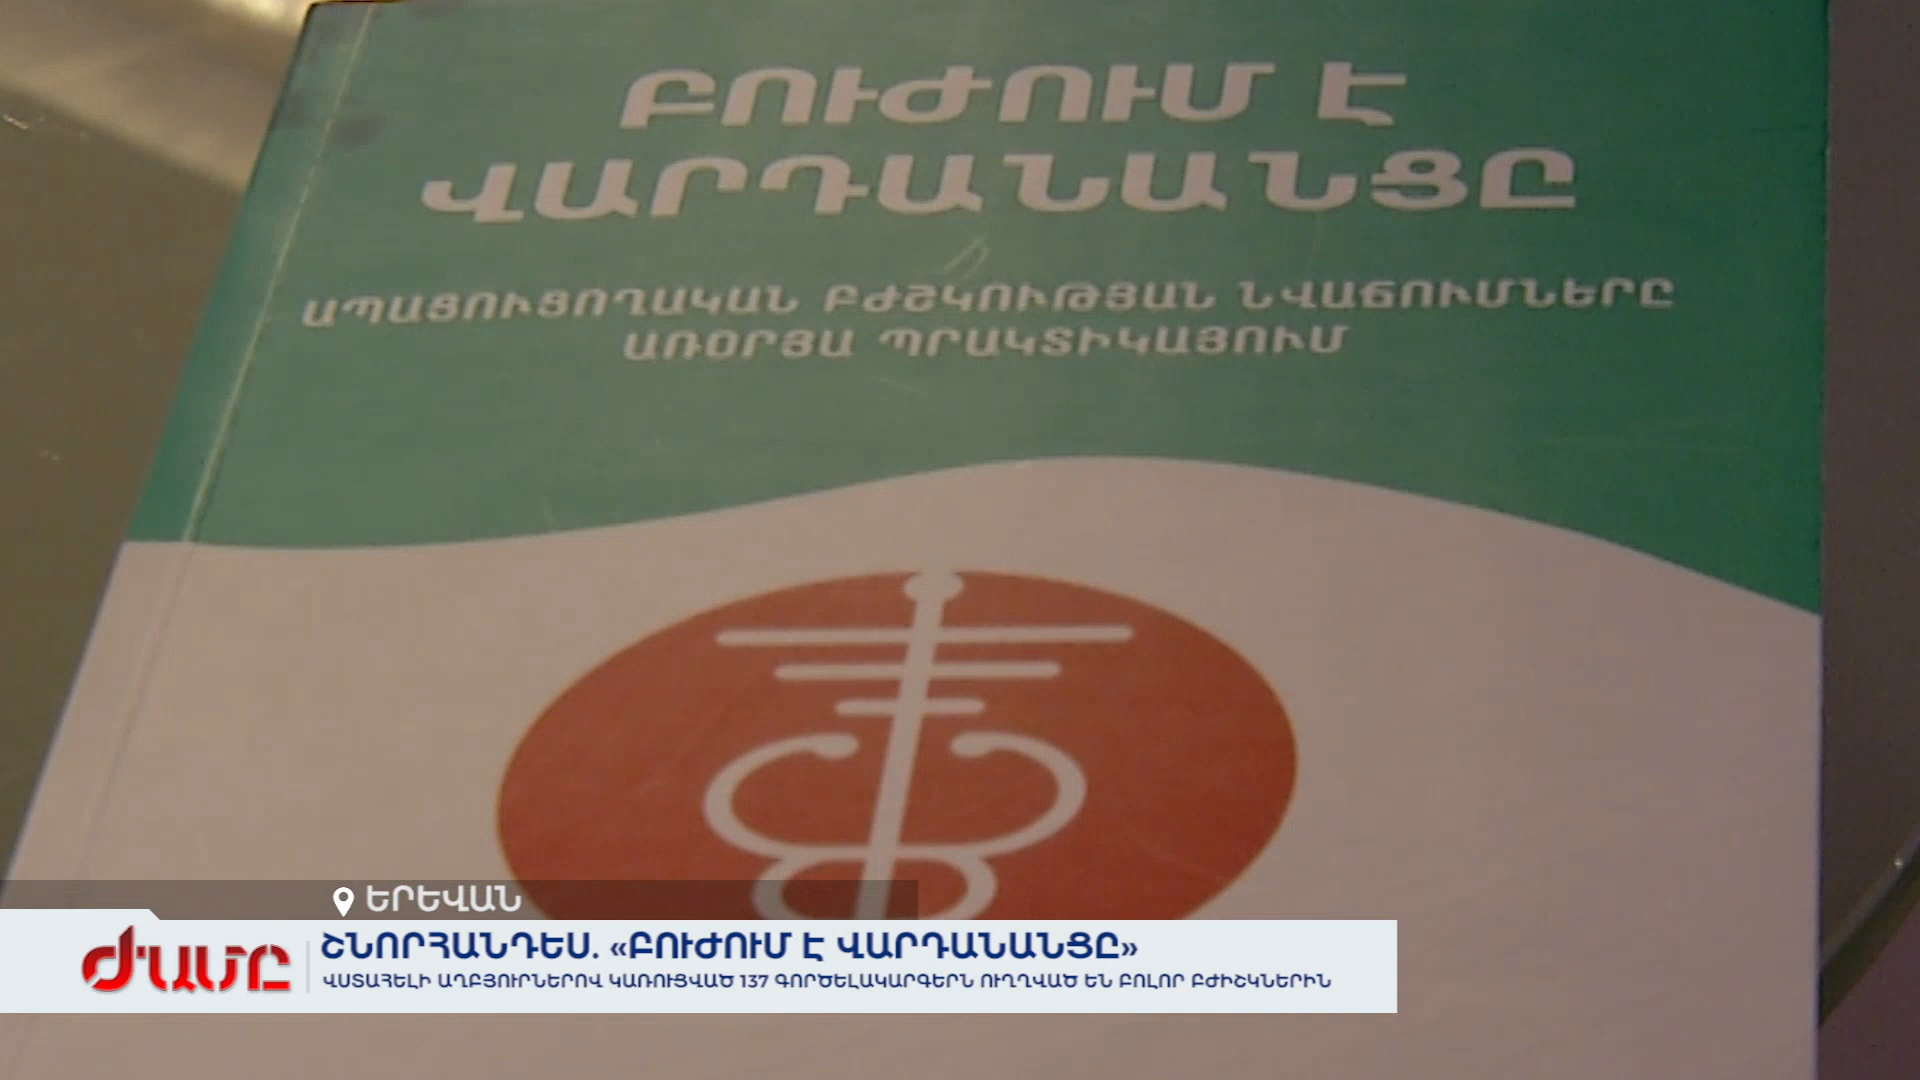 ԲՈՒԺՈՒՄ Է
ՎԱՐԴԱՆԱՆՑԸ
ԱՊԱՑՈՒՑՈՂԱԿԱՆ ԲԺՇԿՈՒԹՅԱՆ ՆՎԱՃՈՒՄՆԵՐԸ
ԱՌՕՐՅԱ ՊՐԱԿՏԻԿԱՅՈՒՄ
ԵՐԵՎԱՆ
ԺԱՄԸ
ՇՆՈՐՀԱՆԴԵՍ. «ԲՈՒԺՈՒՄ Է ՎԱՐԴԱՆԱՆՑԸ»
ՎՍՏԱՀԵԼԻ ԱՂԲՅՈՒՐՆԵՐՈՎ ԿԱՌՈՒՑՎԱԾ 137 ԳՈՐԾԵԼԱԿԱՐԳԵՐՆ ՈՒՂՂՎԱԾ ԵՆ ԲՈԼՈՐ ԲԺԻՇԿՆԵՐԻՆ